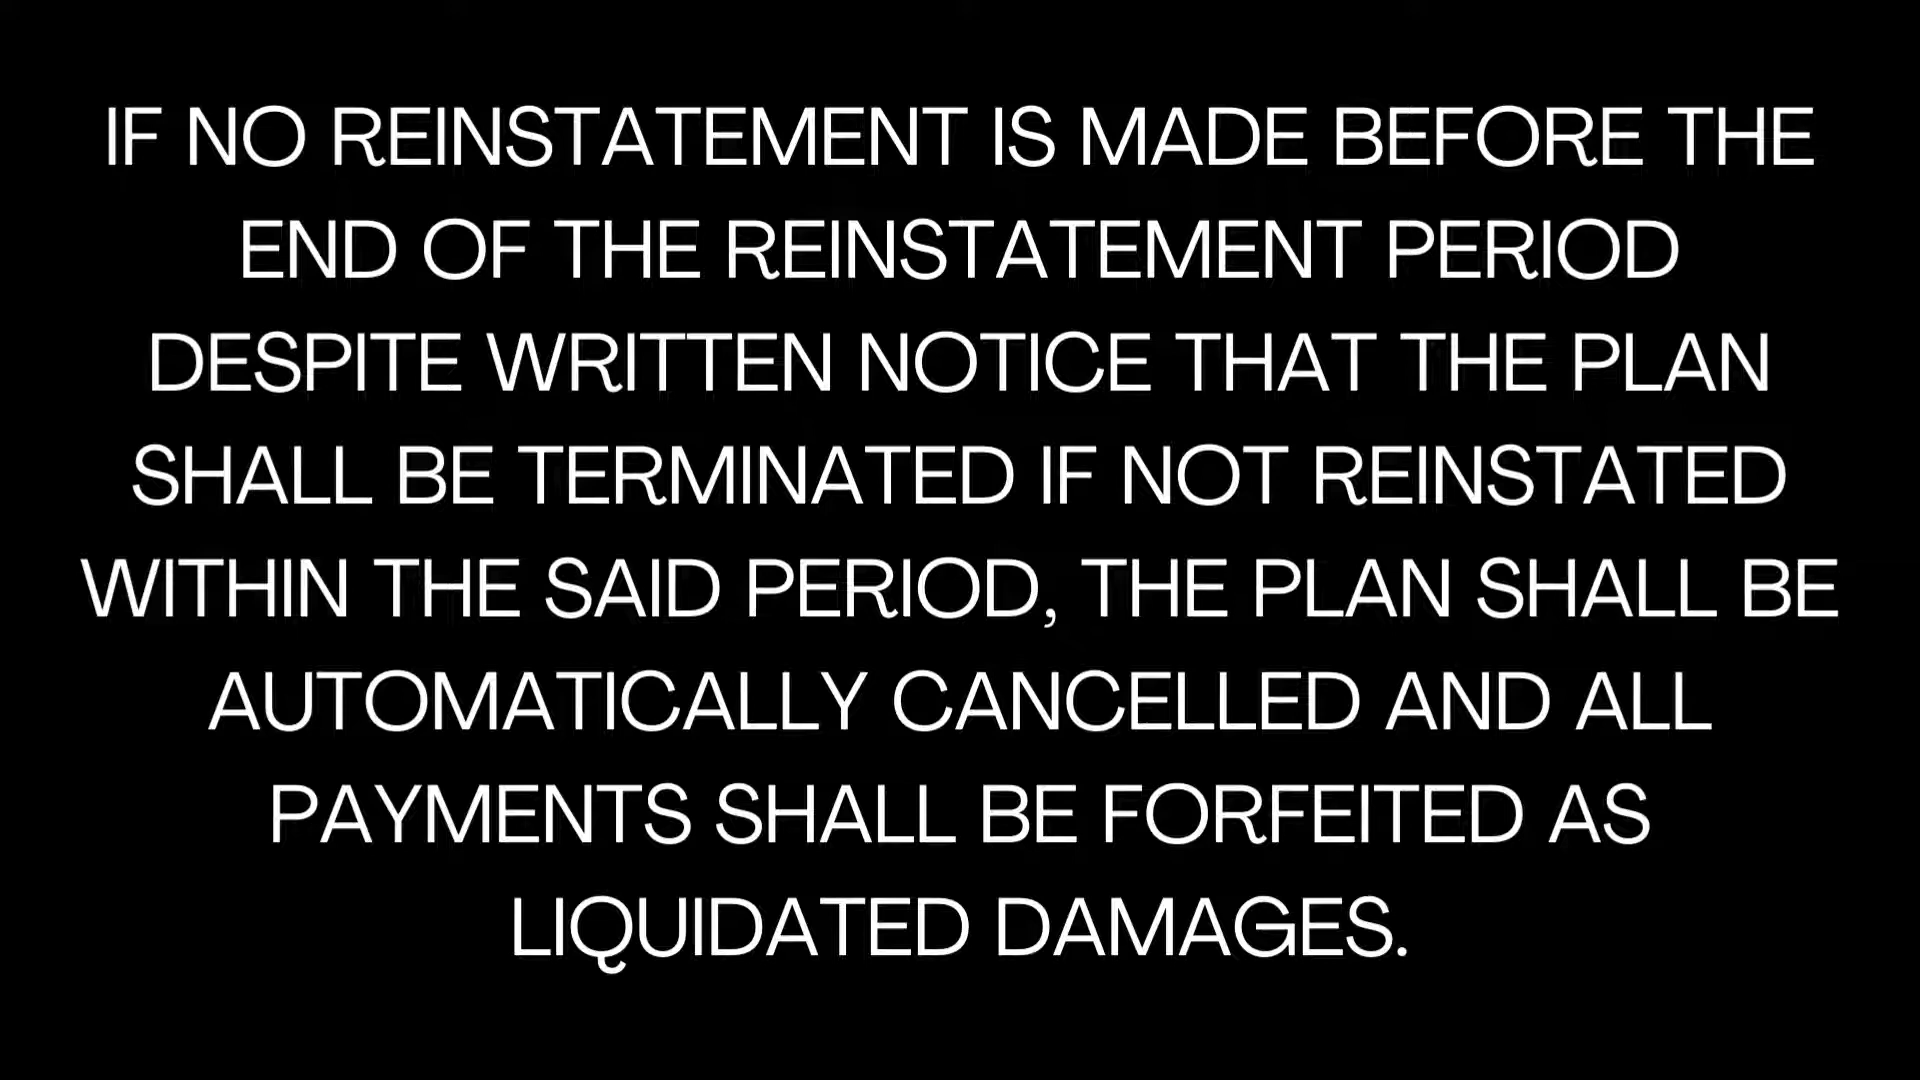 IF NO REINSTATEMENT IS MADE BEFORE THE
END OF THE REINSTATEMENT PERIOD
DESPITE WRITTEN NOTICE THAT THE PLAN
SHALL BE TERMINATED IF NOT REINSTATED
WITHIN THE SAID PERIOD, THE PLAN SHALL BE
AUTOMATICALLY CANCELLED AND ALL
PAYMENTS SHALL BE FORFEITED AS
LIQUIDATED DAMAGES.